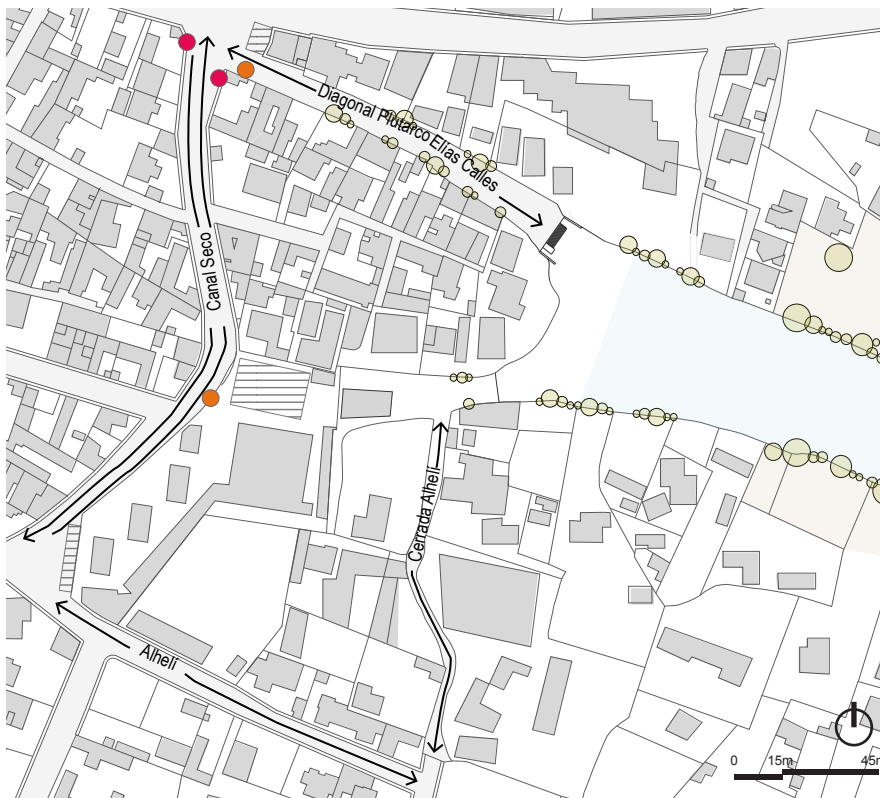 Diagonal Plutarco Elías Calles
Canal Seco
Cerrada Alhelí
Alhelí
0 15m 45m